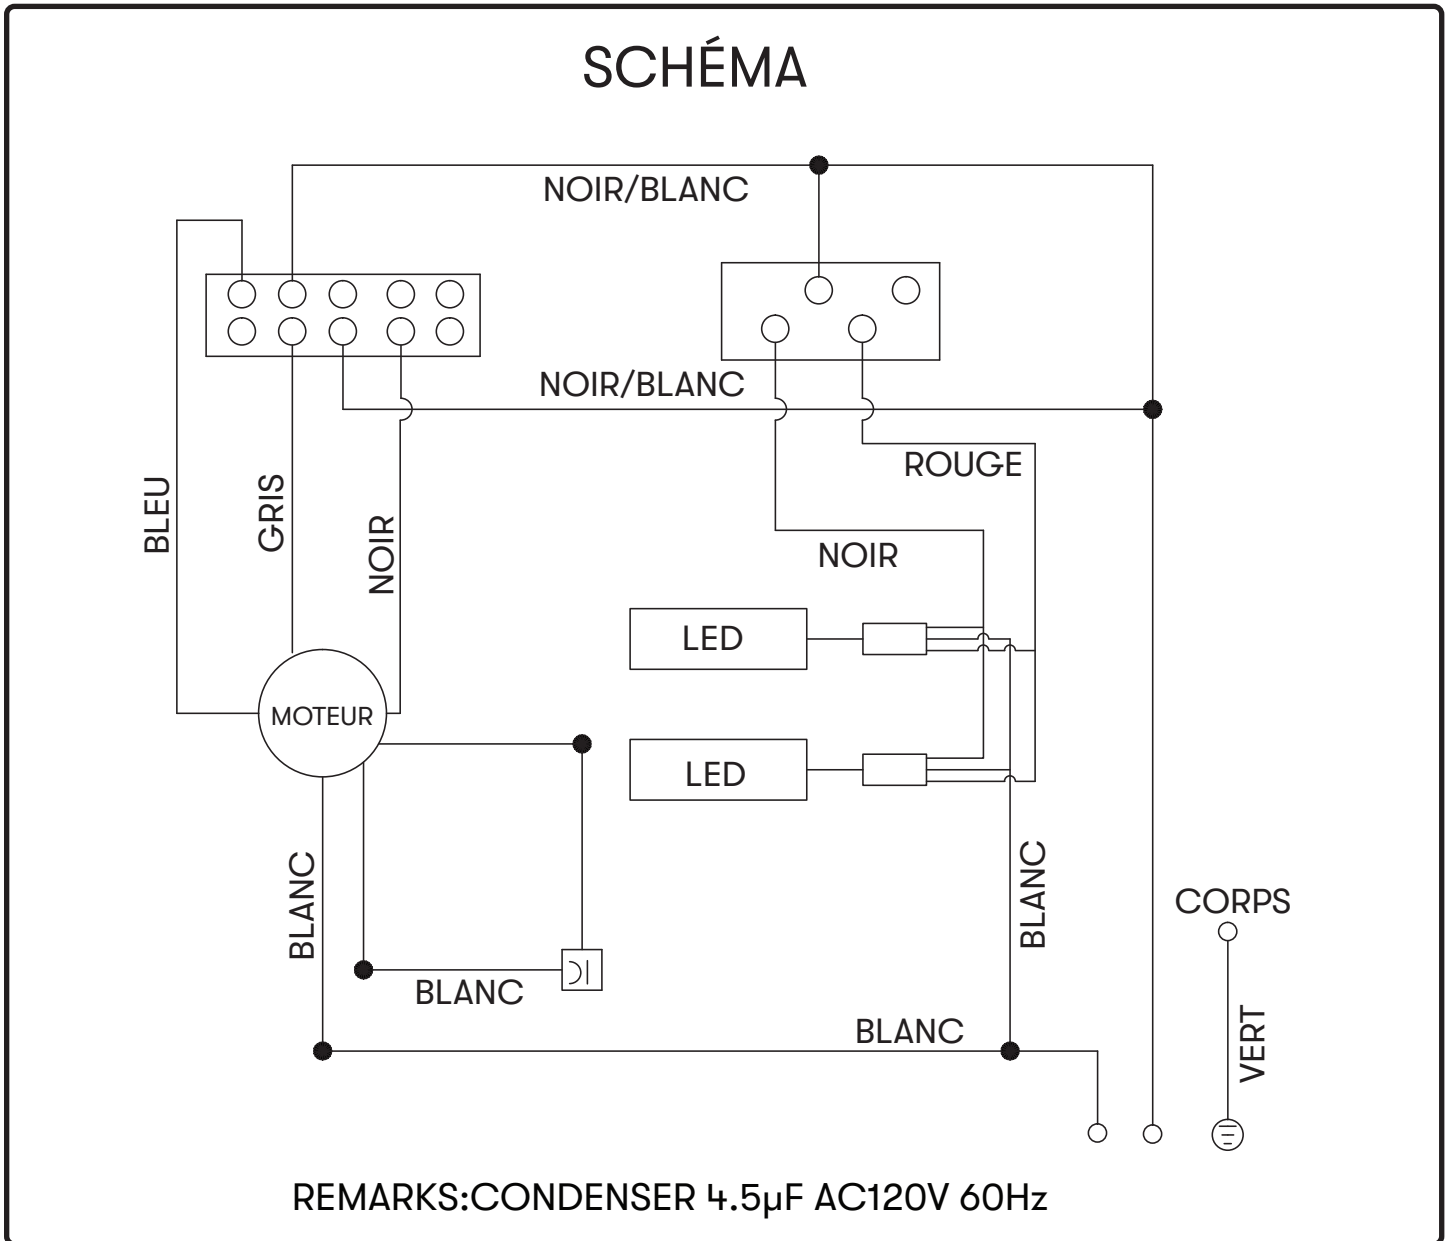 SCHÉMA
NOIR/BLANC
NOIR/BLANC
ROUGE
BLEU
GRIS
NOIR
NOIR
LED
MOTEUR
LED
BLANC
BLANC
CORPS
BLANC
BLANC
VERT
REMARKS:CONDENSER 4.5µF AC120V 60Hz